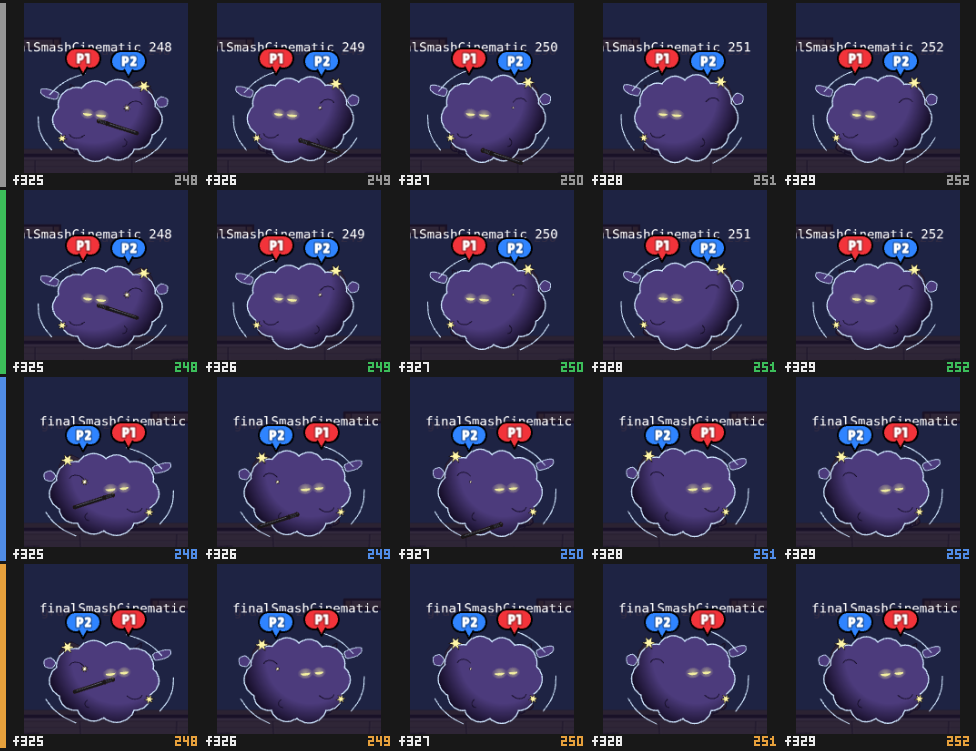 lSmashCinematic 248 lSmashCinematic 249 lSmashCinematic 250 lSmashCinematic 251 lSmashCinematic 252
P1 P2 P1 P2 P1 P2 P1 P2 P1 P2
f325 248 f326 249 f327 250 f328 251 f329 252
lSmashCinematic 248 lSmashCinematic 249 lSmashCinematic 250 lSmashCinematic 251 lSmashCinematic 252
P1 P2 P1 P2 P1 P2 P1 P2 P1 P2
f325 248 f326 249 f327 250 f328 251 f329 252
finalSmashCinematic finalSmashCinematic finalSmashCinematic finalSmashCinematic finalSmashCinematic
P2 P1 P2 P1 P2 P1 P2 P1 P2 P1
f325 248 f326 249 f327 250 f328 251 f329 252
finalSmashCinematic finalSmashCinematic finalSmashCinematic finalSmashCinematic finalSmashCinematic
P2 P1 P2 P1 P2 P1 P2 P1 P2 P1
f325 248 f326 249 f327 250 f328 251 f329 252